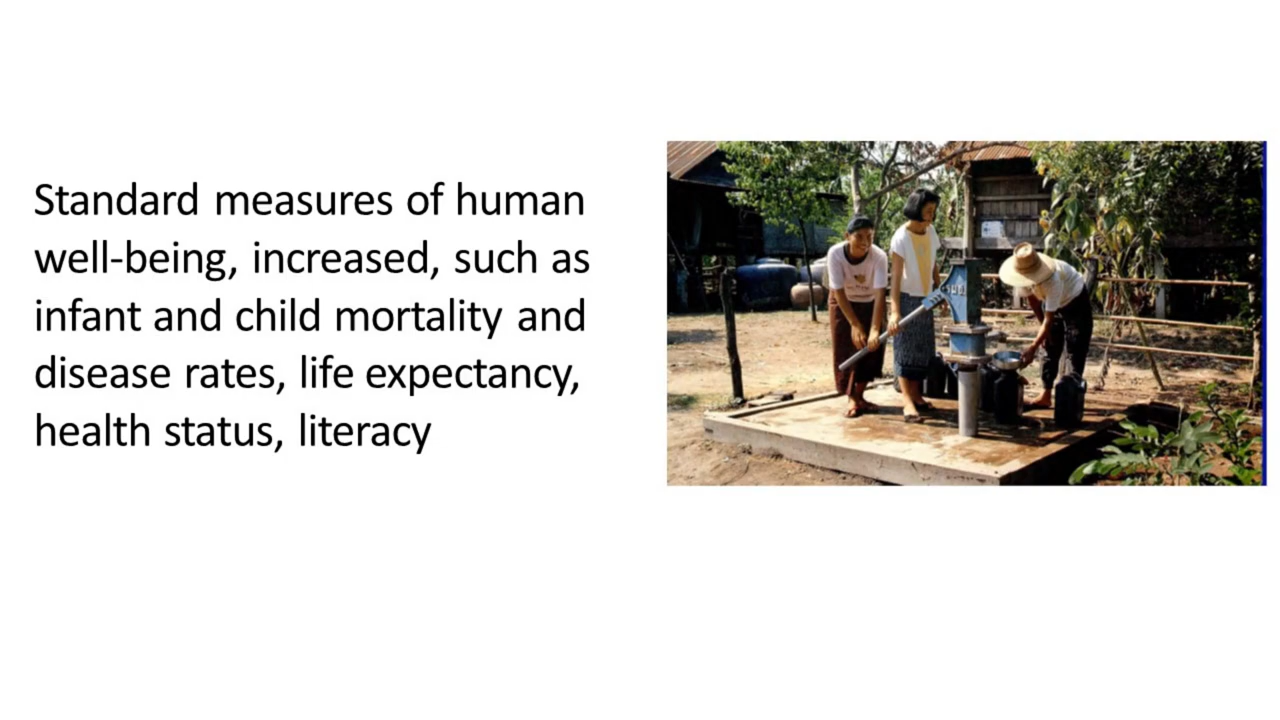 Standard measures of human
well-being, increased, such as
infant and child mortality and
disease rates, life expectancy,
health status, literacy